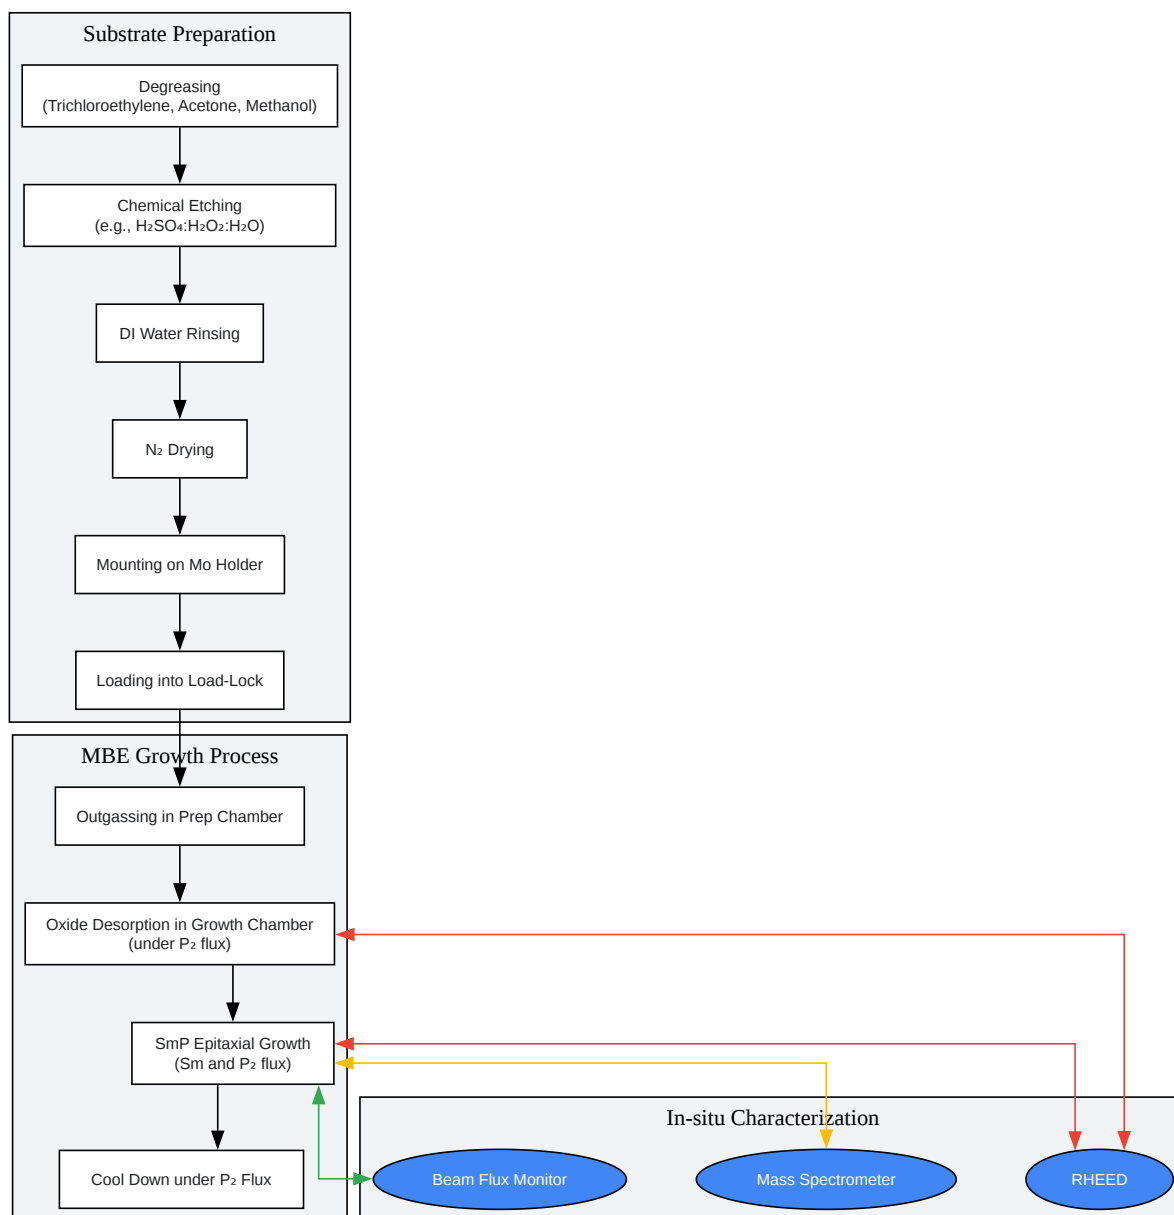 Substrate Preparation
Degreasing
(Trichloroethylene, Acetone, Methanol)
Chemical Etching
(e.g., H₂SO₄:H₂O₂:H₂O)
DI Water Rinsing
N₂ Drying
Mounting on Mo Holder
Loading into Load-Lock
MBE Growth Process
Outgassing in Prep Chamber
Oxide Desorption in Growth Chamber
(under P₂ flux)
SmP Epitaxial Growth
(Sm and P₂ flux)
Cool Down under P₂ Flux
In-situ Characterization
Beam Flux Monitor
Mass Spectrometer
RHEED